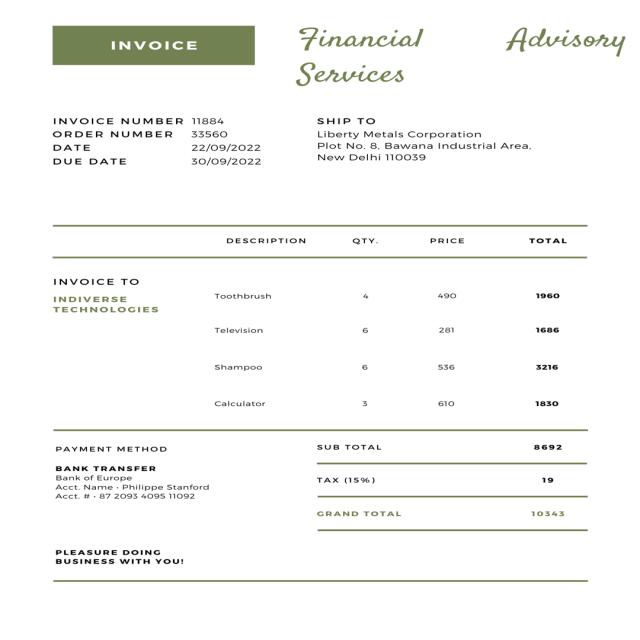 INVOICE
Financial Advisory
Services
INVOICE NUMBER 11884
ORDER NUMBER 33560
DATE 22/09/2022
DUE DATE 30/09/2022
SHIP TO
Liberty Metals Corporation
Plot No. 8, Bawana Industrial Area,
New Delhi 110039
DESCRIPTION QTY. PRICE TOTAL
INVOICE TO
INDIVERSE
TECHNOLOGIES
Toothbrush 4 490 1960
Television 6 281 1686
Shampoo 6 536 3216
Calculator 3 610 1830
PAYMENT METHOD
BANK TRANSFER
Bank of Europe
Acct. Name - Philippe Stanford
Acct. # - 87 2093 4095 11092
SUB TOTAL 8692
TAX (15%) 19
GRAND TOTAL 10343
PLEASURE DOING
BUSINESS WITH YOU!